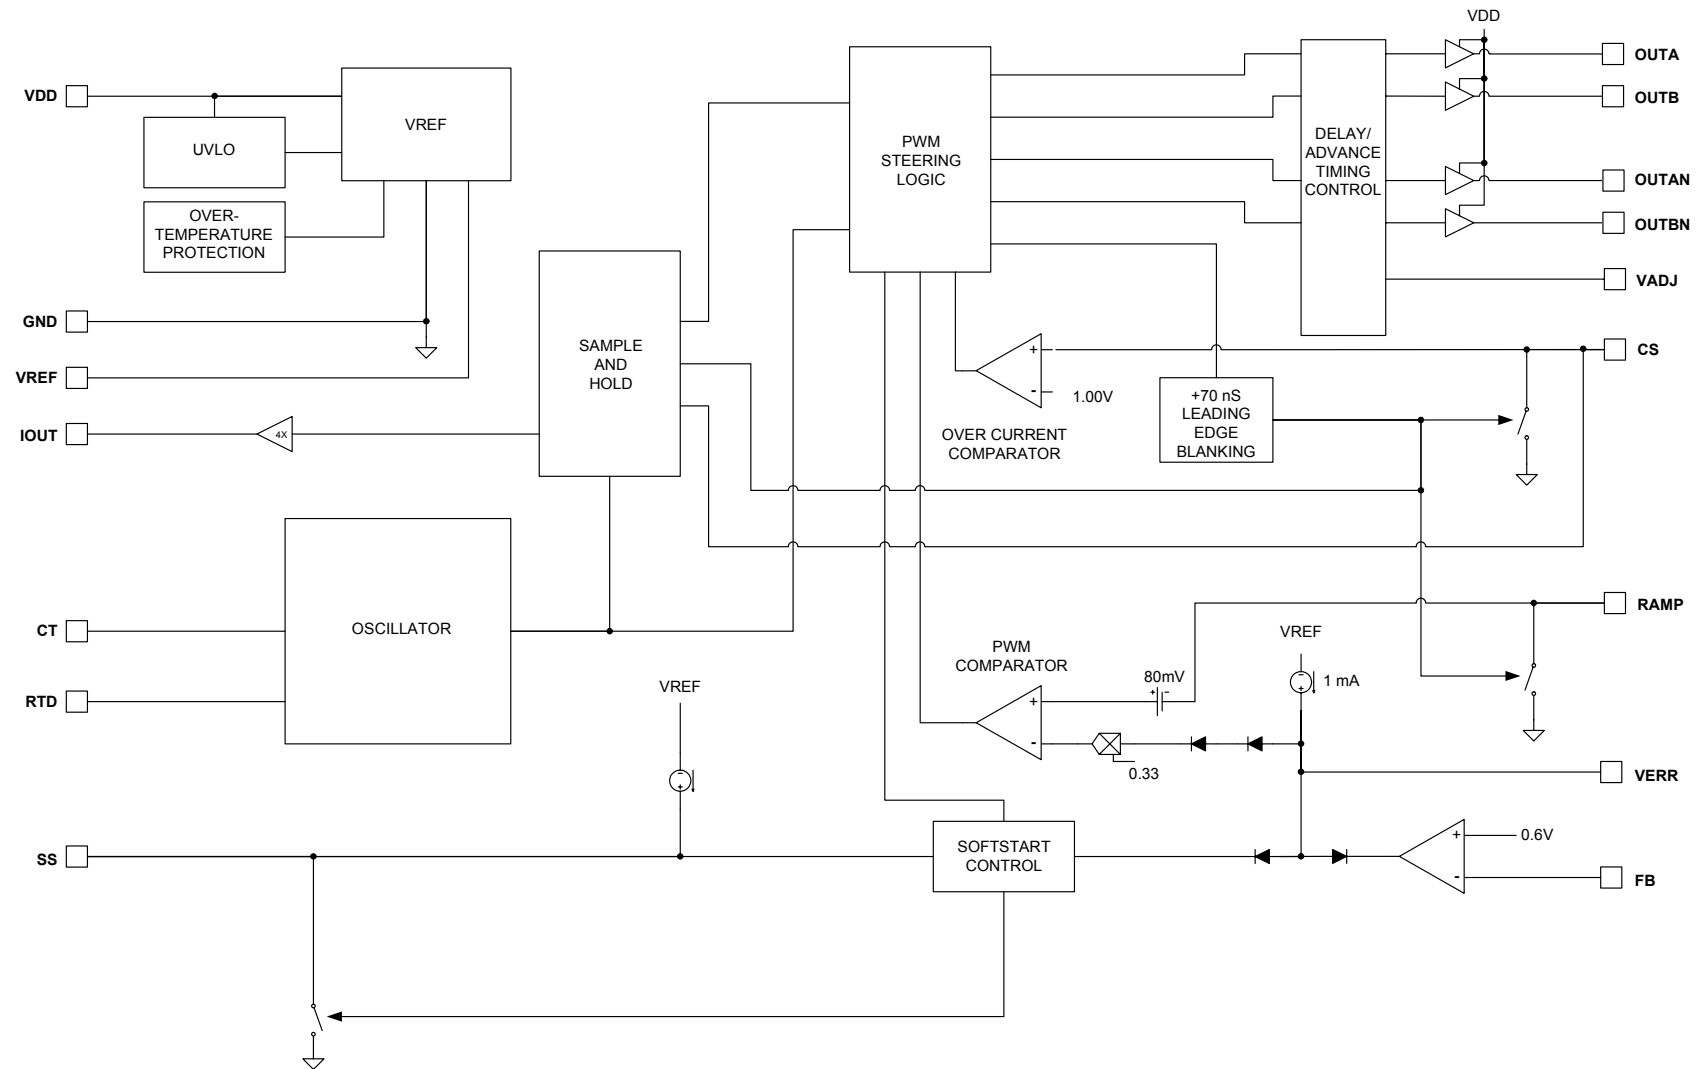 VDD
OUTA
VDD
OUTB
VREF
UVLO
PWM
STEERING
LOGIC
DELAY/
ADVANCE
TIMING
CONTROL
OUTAN
OVER-
TEMPERATURE
PROTECTION
OUTBN
VADJ
GND
SAMPLE
AND
HOLD
+
-
1.00V
CS
VREF
+70 nS
LEADING
EDGE
BLANKING
IOUT
4X
OVER CURRENT
COMPARATOR
CT
OSCILLATOR
RAMP
VREF
PWM
COMPARATOR
80mV
+
-
-
+
1 mA
RTD
VREF
+
-
0.33
VERR
-
+
SS
SOFTSTART
CONTROL
+
-
0.6V
FB